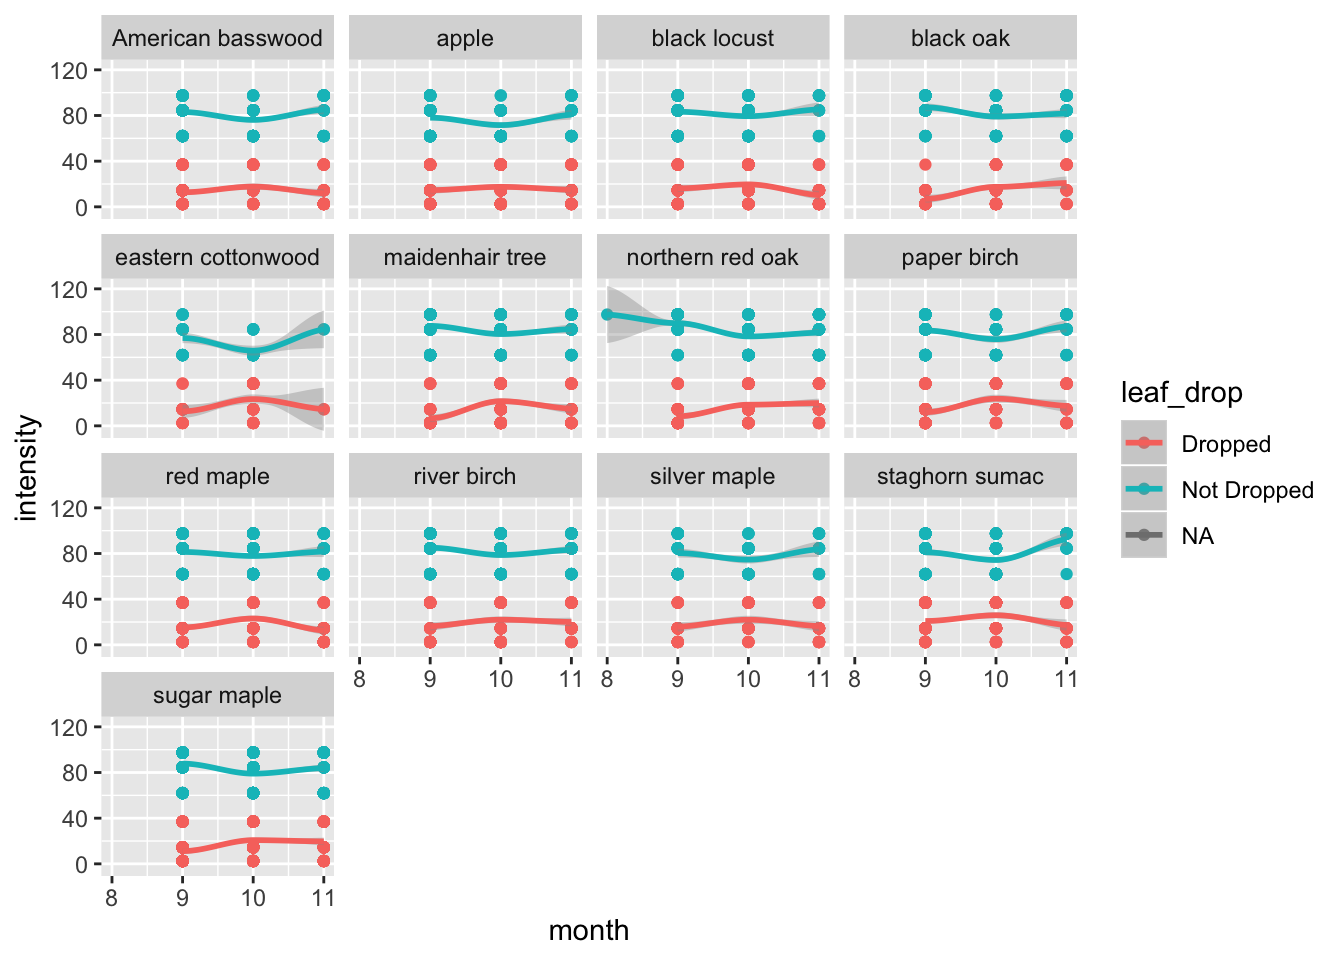 American basswood apple black locust black oak
120
80
40
0
eastern cottonwood maidenhair tree northern red oak paper birch
120
80
40
0
red maple river birch silver maple staghorn sumac
120
80
40
0
8 9 10 11 8 9 10 11 8 9 10 11
sugar maple
120
80
40
0
8 9 10 11
month
intensity
leaf_drop
Dropped
Not Dropped
NA